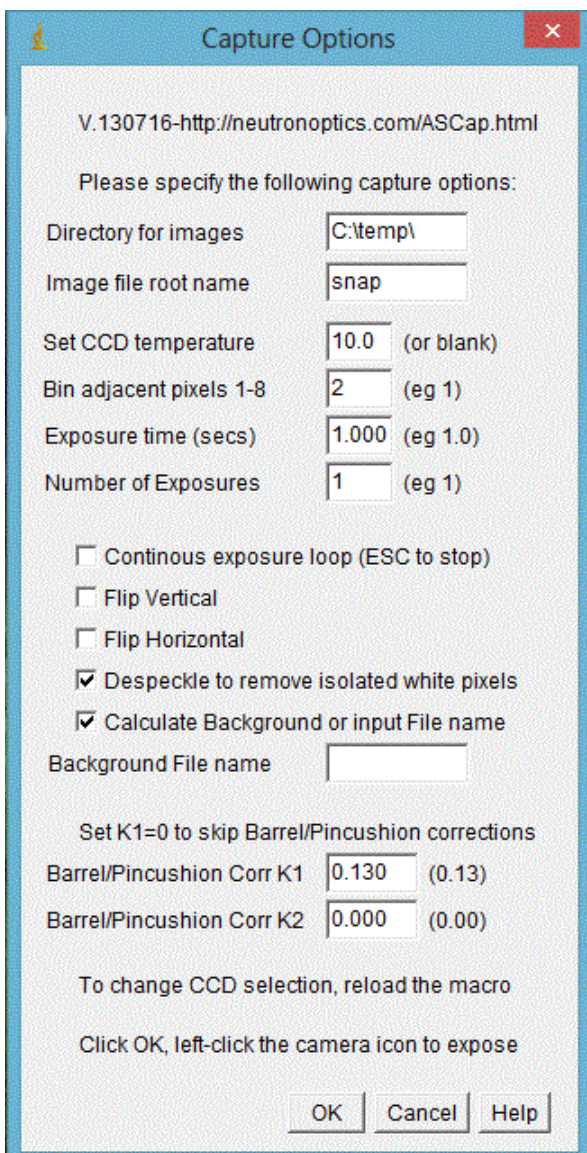 Capture Options
V.130716-http://neutronoptics.com/ASCap.html
Please specify the following capture options:
Directory for images C:\temp\
Image file root name snap
Set CCD temperature 10.0 (or blank)
Bin adjacent pixels 1-8 2 (eg 1)
Exposure time (secs) 1.000 (eg 1.0)
Number of Exposures 1 (eg 1)
Continous exposure loop (ESC to stop)
Flip Vertical
Flip Horizontal
Despeckle to remove isolated white pixels
Calculate Background or input File name
Background File name
Set K1=0 to skip Barrel/Pincushion corrections
Barrel/Pincushion Corr K1 0.130 (0.13)
Barrel/Pincushion Corr K2 0.000 (0.00)
To change CCD selection, reload the macro
Click OK, left-click the camera icon to expose
OK Cancel Help